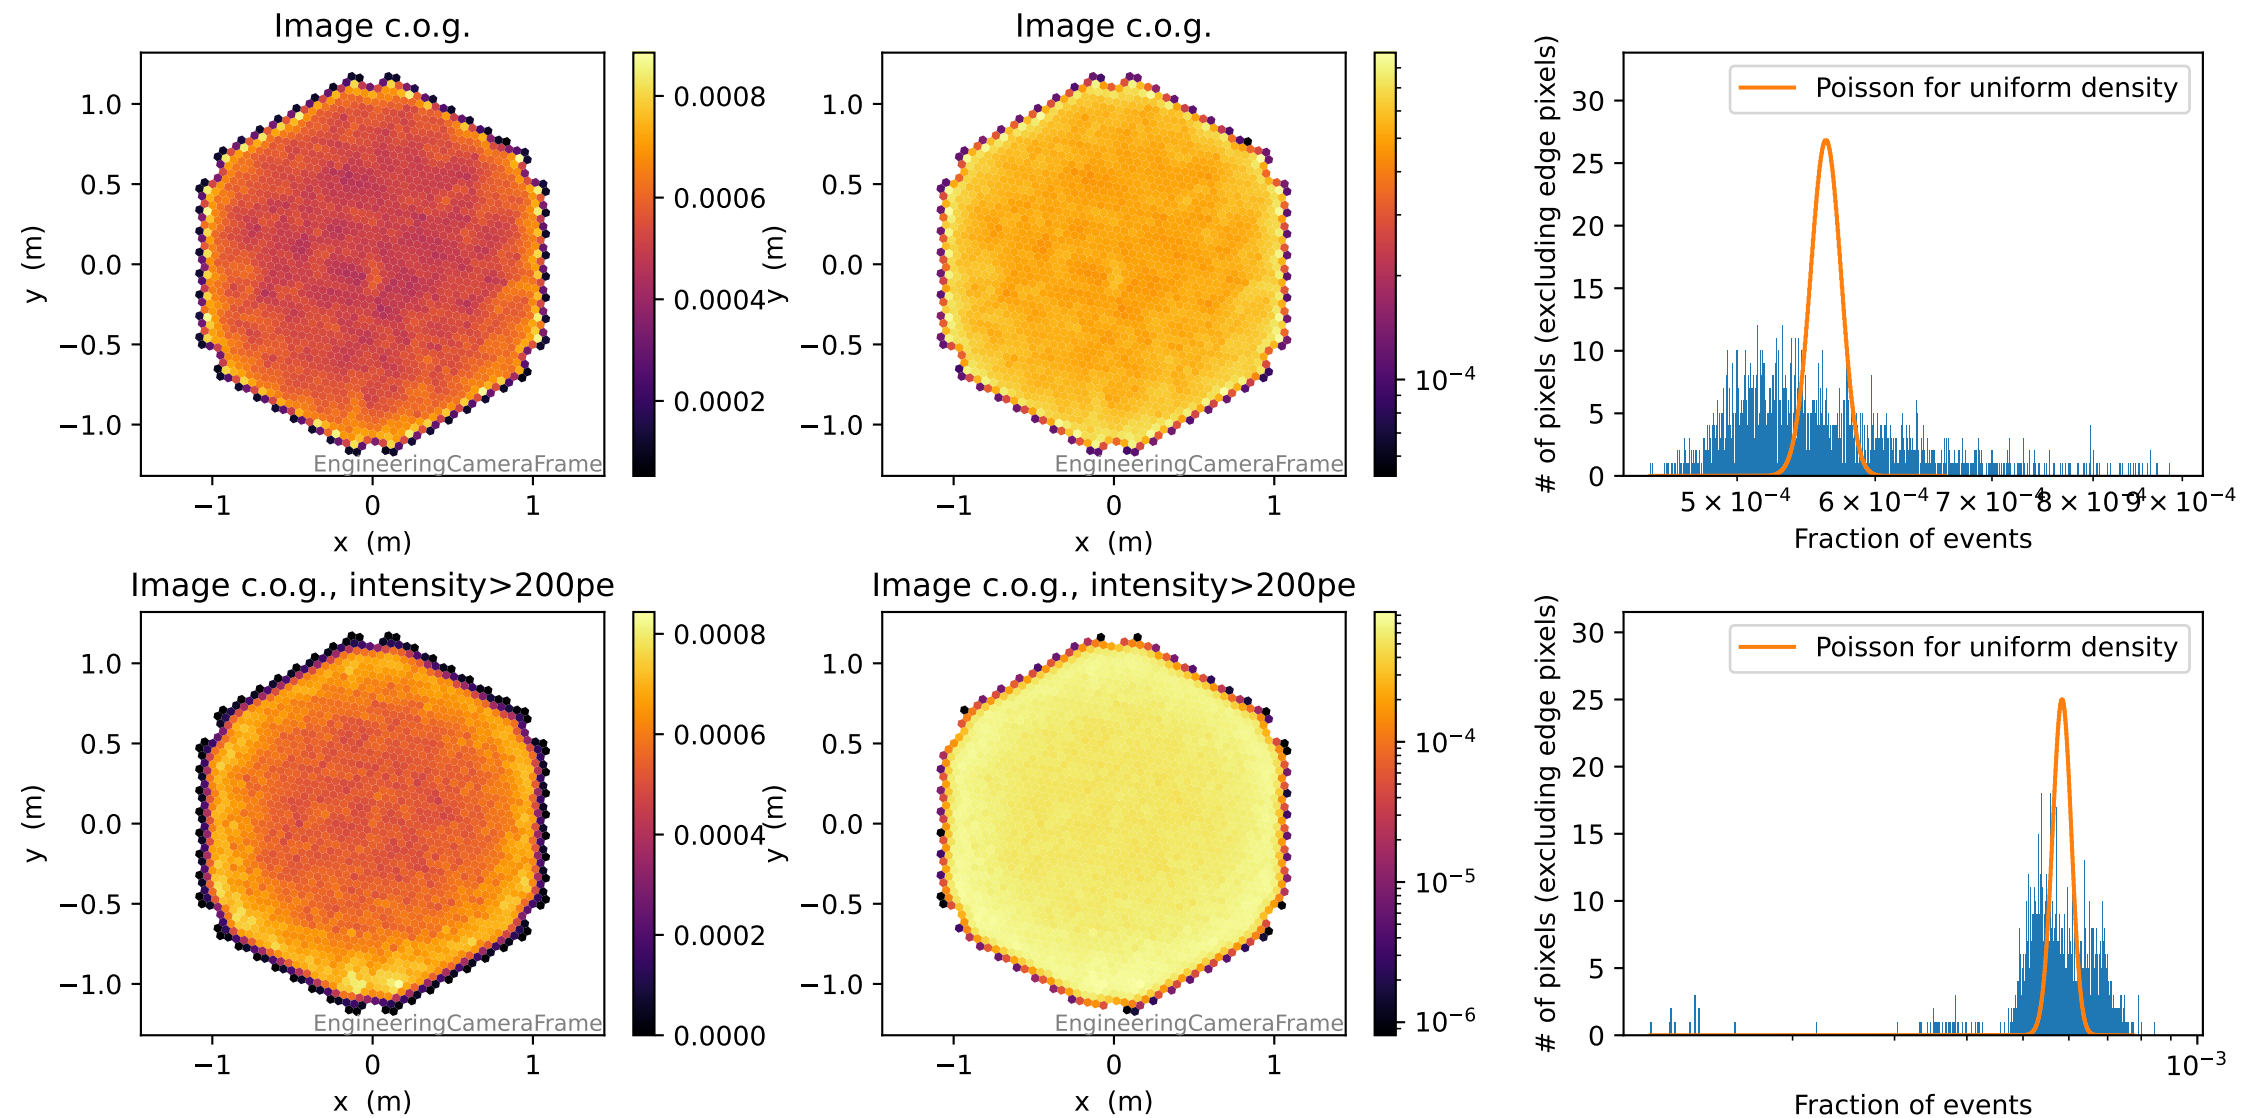 Image c.o.g.
1.0
0.5
0.0
−0.5
−1.0
y (m)
−1
0
1
x (m)
EngineeringCameraFrame
0.0008
0.0006
0.0004
0.0002
Image c.o.g.
1.0
0.5
0.0
−0.5
−1.0
y (m)
−1
0
1
x (m)
EngineeringCameraFrame
10⁻⁴
Poisson for uniform density
# of pixels (excluding edge pixels)
30
25
20
15
10
5
0
5 × 10⁻⁴
6 × 10⁻⁴
7 × 10⁻⁴
8 × 10⁻⁴
9 × 10⁻⁴
Fraction of events
Image c.o.g., intensity>200pe
1.0
0.5
0.0
−0.5
−1.0
y (m)
−1
0
1
x (m)
EngineeringCameraFrame
0.0008
0.0006
0.0004
0.0002
0.0000
Image c.o.g., intensity>200pe
1.0
0.5
0.0
−0.5
−1.0
y (m)
−1
0
1
x (m)
EngineeringCameraFrame
10⁻⁴
10⁻⁵
10⁻⁶
Poisson for uniform density
# of pixels (excluding edge pixels)
30
25
20
15
10
5
0
10⁻³
Fraction of events